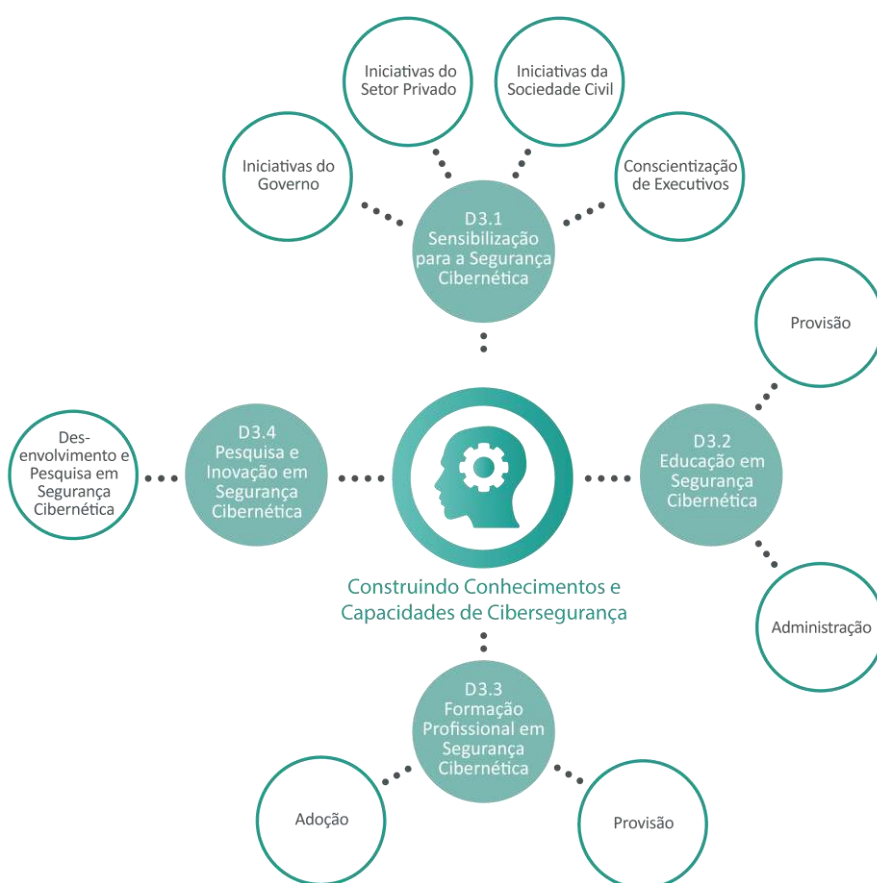 Iniciativas do
Setor Privado
Iniciativas da
Sociedade Civil
Iniciativas do
Governo
Conscientização
de Executivos
D3.1
Sensibilização
para a Segurança
Cibernética
Provisão
D3.4
Pesquisa e
Inovação em
Segurança
Cibernética
Des-
envolvimento e
Pesquisa em
Segurança
Cibernética
D3.2
Educação em
Segurança
Cibernética
Construindo Conhecimentos e
Capacidades de Cibersegurança
Administração
D3.3
Formação
Profissional em
Segurança
Cibernética
Adoção
Provisão